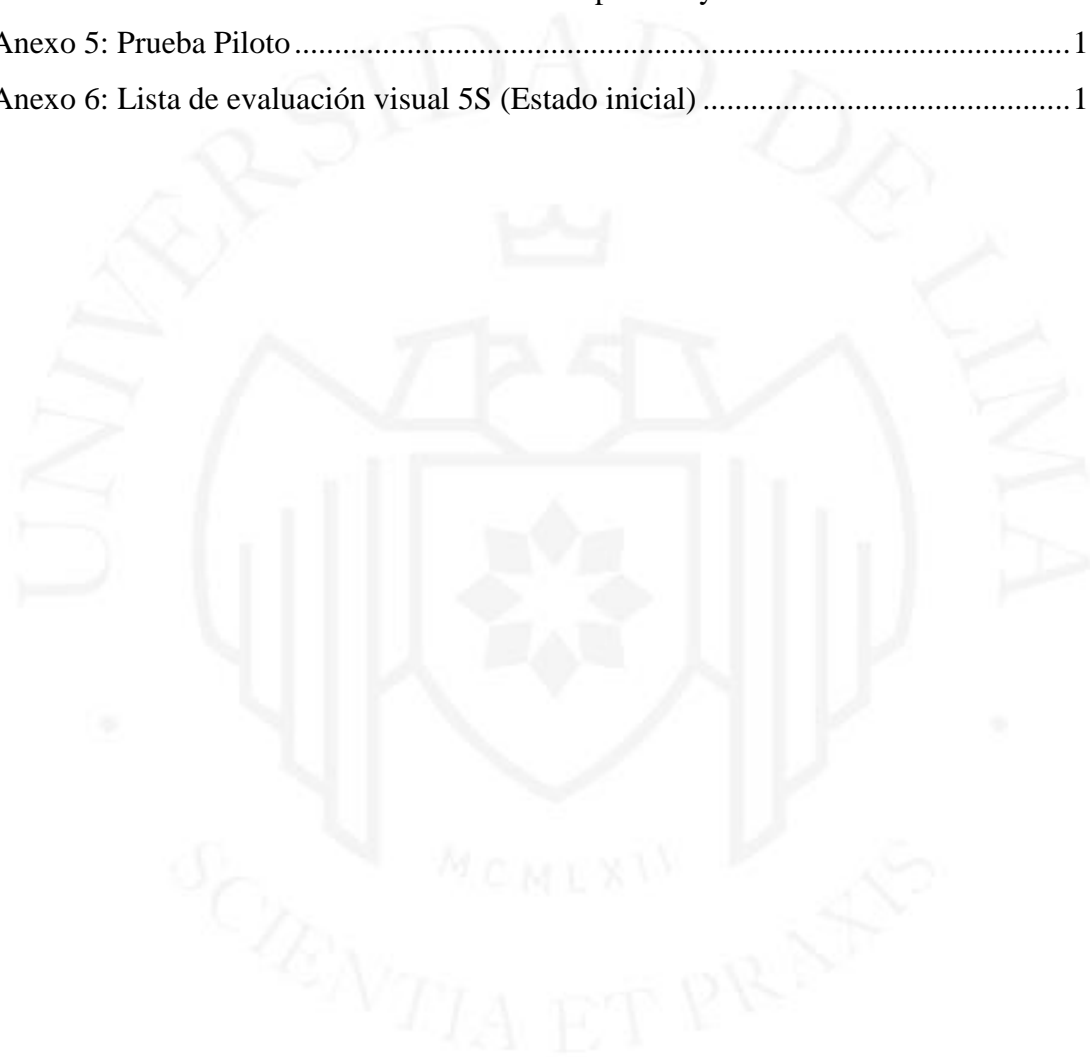 Anexo 5: Prueba Piloto ........................................................................................ 1
Anexo 6: Lista de evaluación visual 5S (Estado inicial) ......................................... 1
UNIVERSIDAD DE LIMA
MCMLXII
SCIENTIA ET PRAXIS